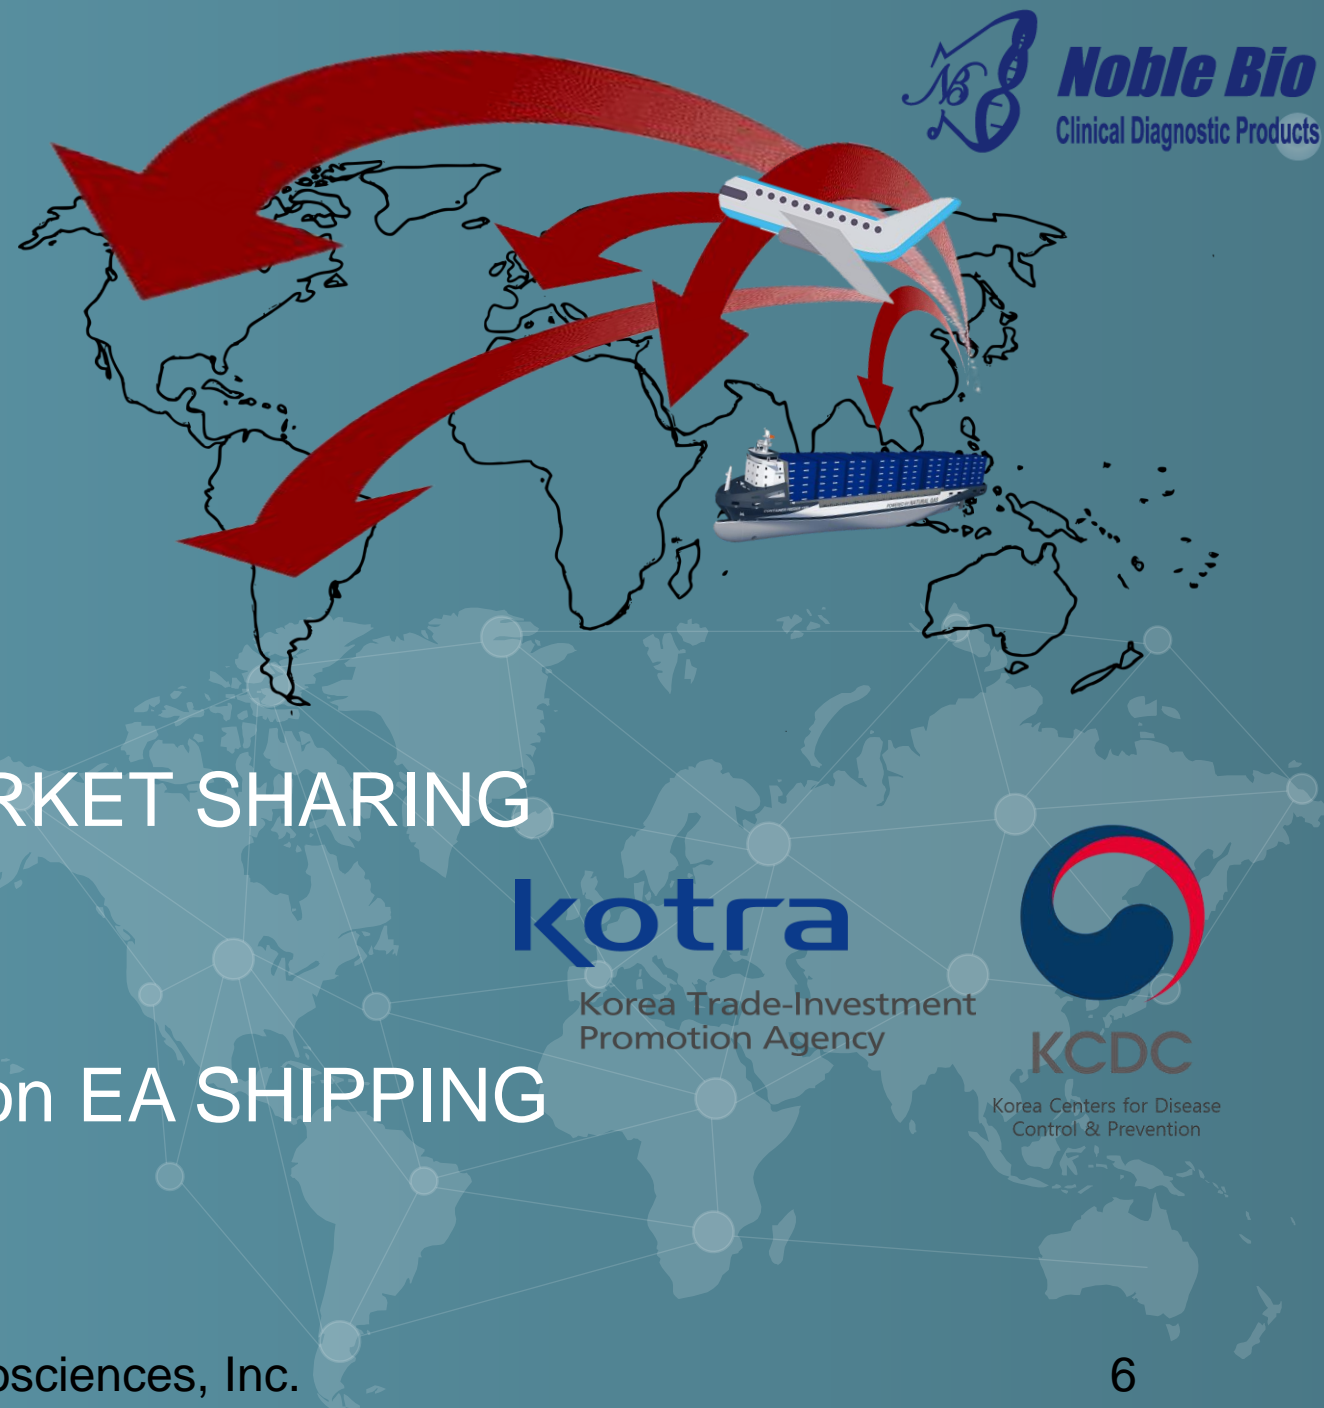 Noble Bio
Clinical Diagnostic Products
RKET SHARING
kotra
Korea Trade-Investment
Promotion Agency
KCDC
Korea Centers for Disease
Control & Prevention
on EA SHIPPING
osciences, Inc.
6